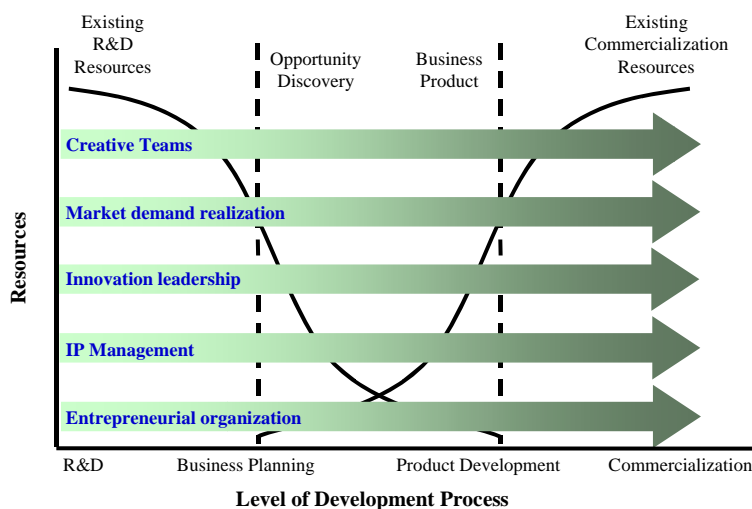 Existing
R&D
Resources
Opportunity
Discovery
Business
Product
Existing
Commercialization
Resources
Creative Teams
Market demand realization
Innovation leadership
IP Management
Entrepreneurial organization
Resources
R&D
Business Planning
Product Development
Commercialization
Level of Development Process